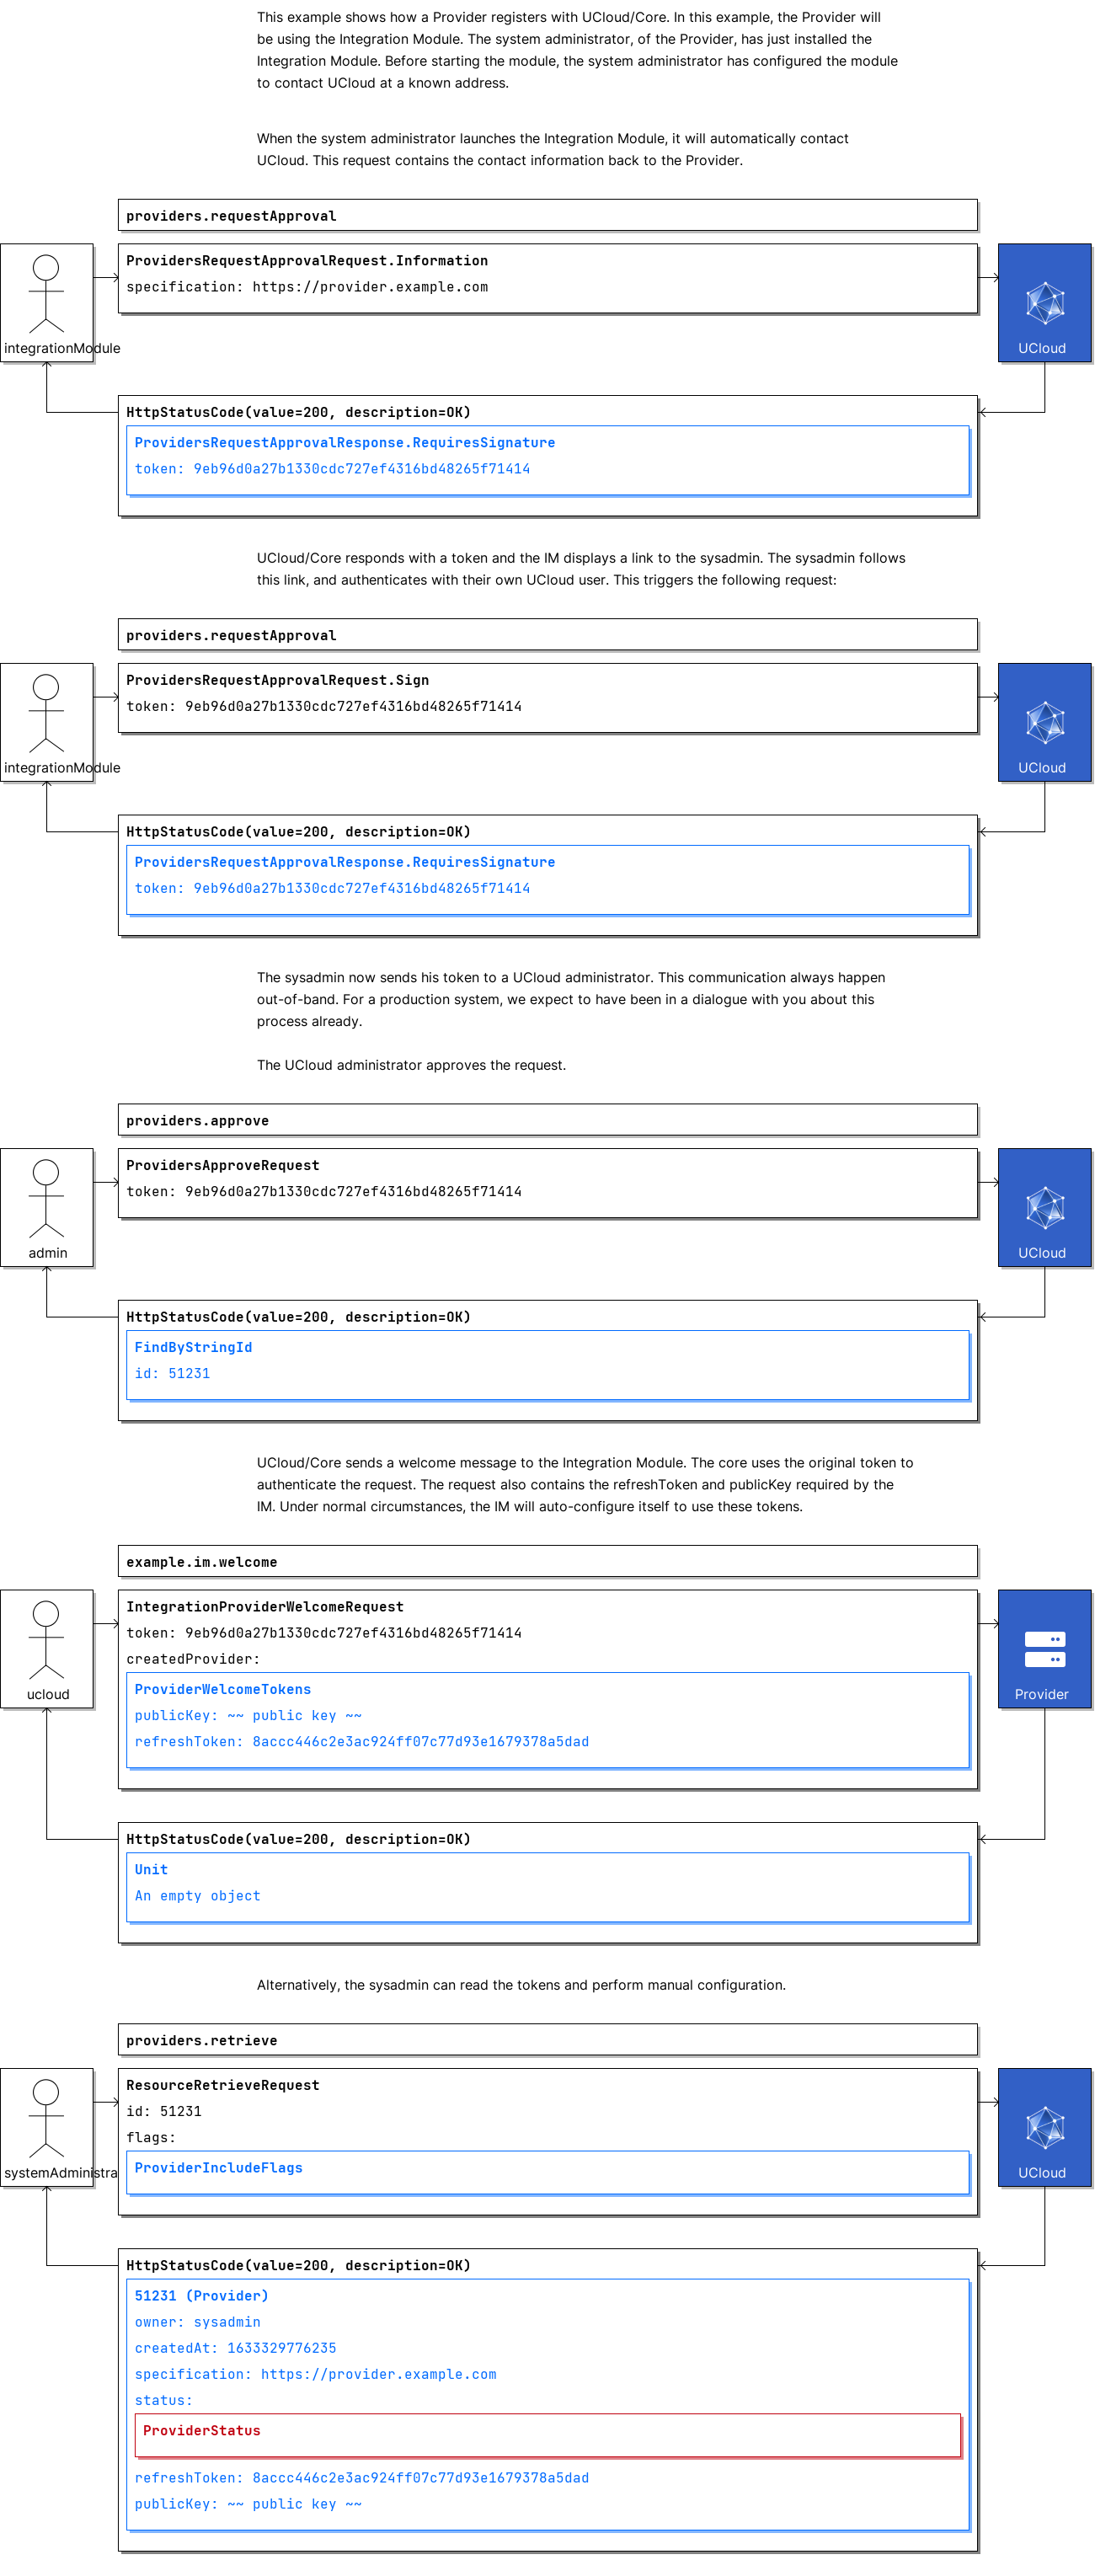 This example shows how a Provider registers with UCloud/Core. In this example, the Provider will
be using the Integration Module. The system administrator, of the Provider, has just installed the
Integration Module. Before starting the module, the system administrator has configured the module
to contact UCloud at a known address.
When the system administrator launches the Integration Module, it will automatically contact
UCloud. This request contains the contact information back to the Provider.
providers.requestApproval
ProvidersRequestApprovalRequest.Information
specification: https://provider.example.com
integrationModule
UCloud
HttpStatusCode(value=200, description=OK)
ProvidersRequestApprovalResponse.RequiresSignature
token: 9eb96d0a27b1330cdc727ef4316bd48265f71414
UCloud/Core responds with a token and the IM displays a link to the sysadmin. The sysadmin follows
this link, and authenticates with their own UCloud user. This triggers the following request:
providers.requestApproval
ProvidersRequestApprovalRequest.Sign
token: 9eb96d0a27b1330cdc727ef4316bd48265f71414
integrationModule
UCloud
HttpStatusCode(value=200, description=OK)
ProvidersRequestApprovalResponse.RequiresSignature
token: 9eb96d0a27b1330cdc727ef4316bd48265f71414
The sysadmin now sends his token to a UCloud administrator. This communication always happen
out-of-band. For a production system, we expect to have been in a dialogue with you about this
process already.
The UCloud administrator approves the request.
providers.approve
ProvidersApproveRequest
token: 9eb96d0a27b1330cdc727ef4316bd48265f71414
admin
UCloud
HttpStatusCode(value=200, description=OK)
FindByStringId
id: 51231
UCloud/Core sends a welcome message to the Integration Module. The core uses the original token to
authenticate the request. The request also contains the refreshToken and publicKey required by the
IM. Under normal circumstances, the IM will auto-configure itself to use these tokens.
example.im.welcome
IntegrationProviderWelcomeRequest
token: 9eb96d0a27b1330cdc727ef4316bd48265f71414
createdProvider:
ProviderWelcomeTokens
publicKey: ~~ public key ~~
refreshToken: 8accc446c2e3ac924ff07c77d93e1679378a5dad
ucloud
Provider
HttpStatusCode(value=200, description=OK)
Unit
An empty object
Alternatively, the sysadmin can read the tokens and perform manual configuration.
providers.retrieve
ResourceRetrieveRequest
id: 51231
flags:
ProviderIncludeFlags
systemAdministra
UCloud
HttpStatusCode(value=200, description=OK)
51231 (Provider)
owner: sysadmin
createdAt: 1633329776235
specification: https://provider.example.com
status:
ProviderStatus
refreshToken: 8accc446c2e3ac924ff07c77d93e1679378a5dad
publicKey: ~~ public key ~~